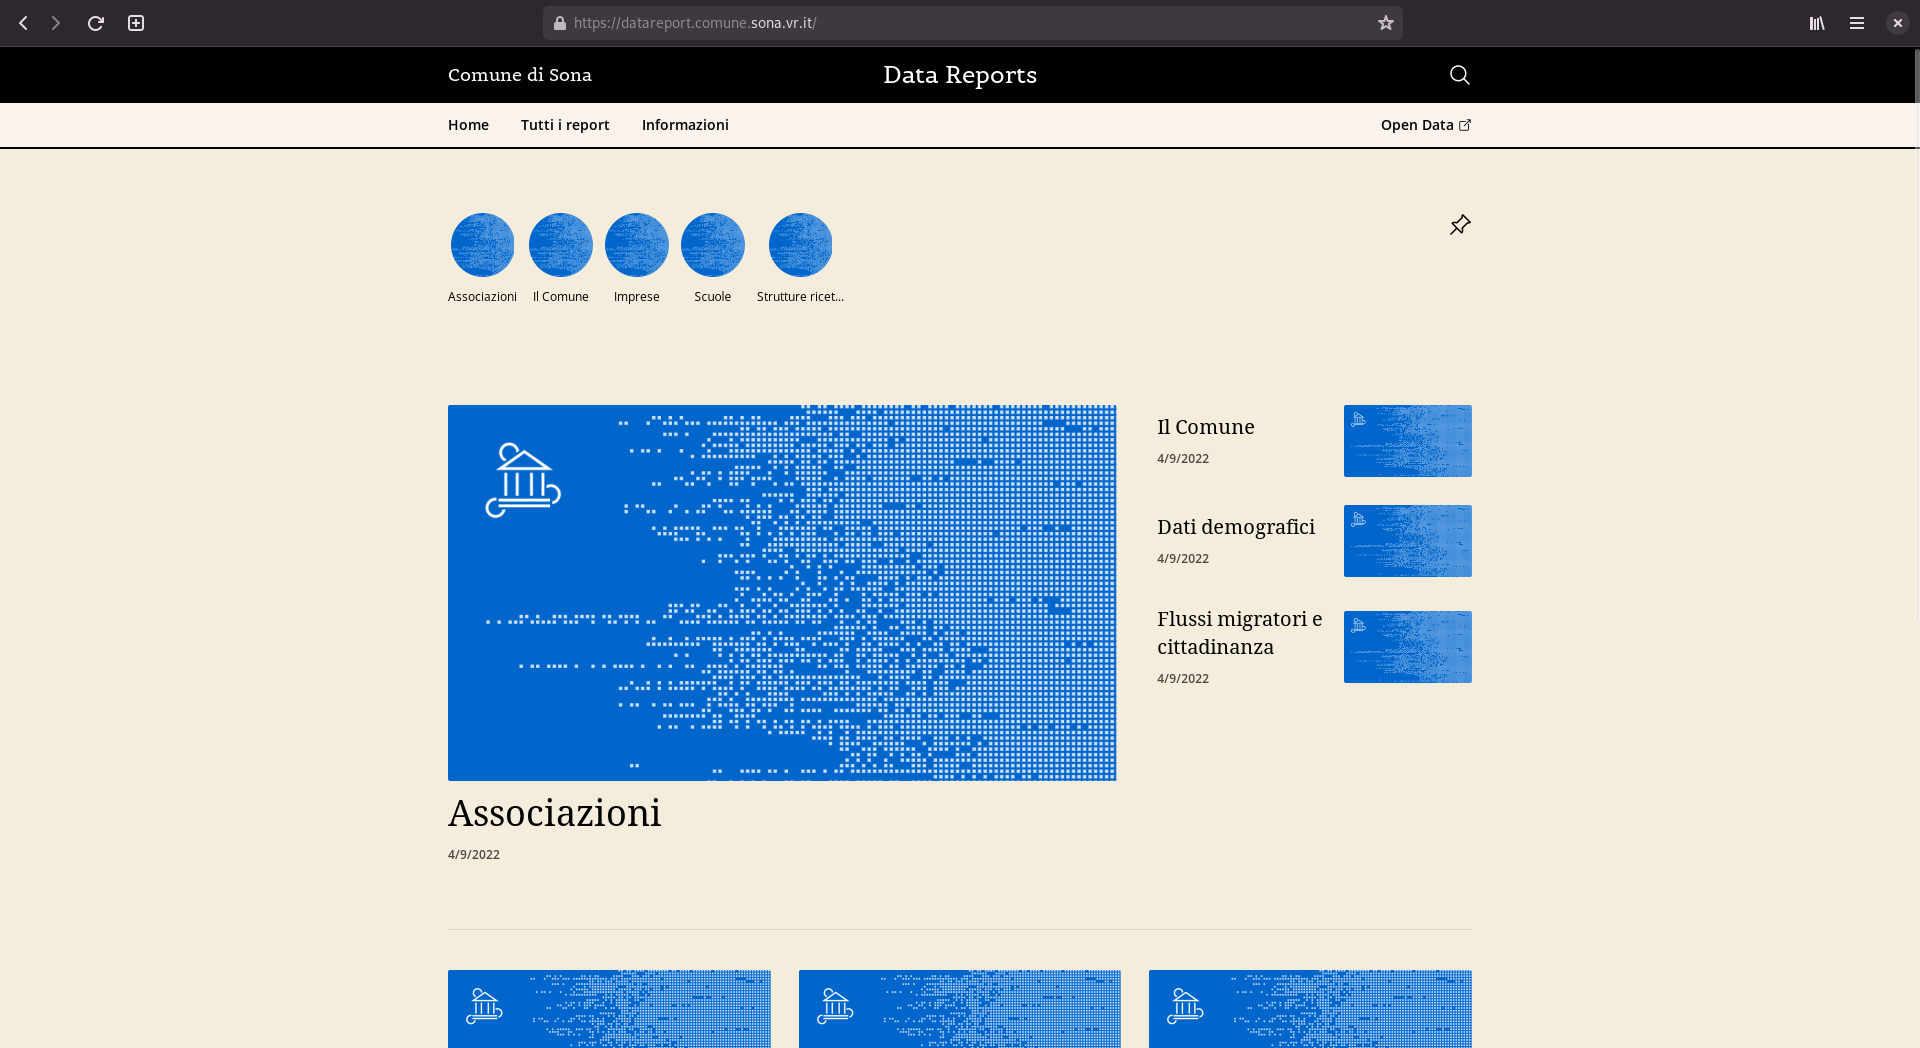 https://datareport.comune.sona.vr.it/
Comune di Sona
Data Reports
Home
Tutti i report
Informazioni
Open Data
Associazioni
Il Comune
Imprese
Scuole
Strutture ricet...
Il Comune
4/9/2022
Dati demografici
4/9/2022
Flussi migratori e
cittadinanza
4/9/2022
Associazioni
4/9/2022